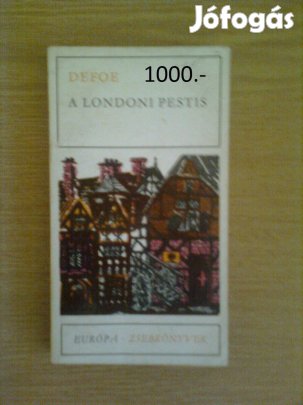 Jófogás
DEFOE 1000.-
A LONDONI PESTIS
EURÓPA · ZSEBKÖNYVEK